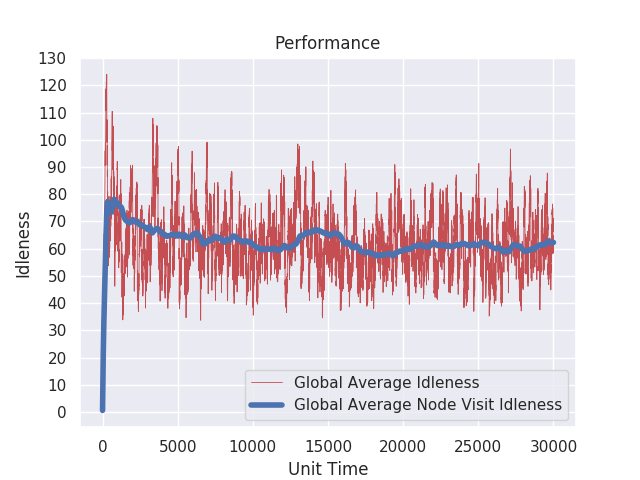 Performance
130
120
110
100
90
80
70
60
50
40
30
20
10
0
Idleness
0 5000 10000 15000 20000 25000 30000
Unit Time
Global Average Idleness
Global Average Node Visit Idleness